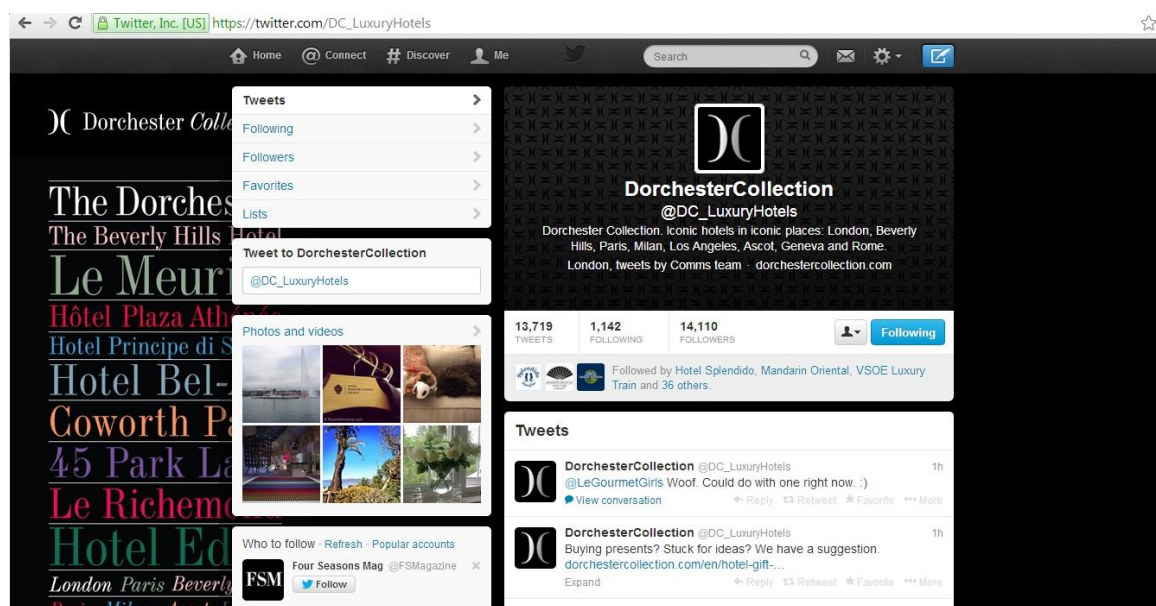 Twitter, Inc. [US] https://twitter.com/DC_LuxuryHotels
Home Connect Discover Me Search
Dorchester Colle
The Dorches
The Beverly Hills Hotel
Le Meuri
Hôtel Plaza Athénée
Hotel Principe di S
Hotel Bel-
Coworth Pa
45 Park La
Le Richemond
Hotel Ed
London Paris Beverly
Tweets
Following
Followers
Favorites
Lists
Tweet to DorchesterCollection
@DC_LuxuryHotels
Photos and videos
Who to follow · Refresh · Popular accounts
FSM
Four Seasons Mag @FSMagazine
Follow
DorchesterCollection
@DC_LuxuryHotels
Dorchester Collection. Iconic hotels in iconic places: London, Beverly
Hills, Paris, Milan, Los Angeles, Ascot, Geneva and Rome.
London, tweets by Comms team · dorchestercollection.com
13,719 1,142 14,110
TWEETS FOLLOWING FOLLOWERS
Following
Followed by Hotel Splendido, Mandarin Oriental, VSOE Luxury
Train and 36 others.
Tweets
DorchesterCollection @DC_LuxuryHotels 1h
@LeGourmetGirls Woof. Could do with one right now. :)
View conversation Reply Retweet Favorite More
DorchesterCollection @DC_LuxuryHotels 1h
Buying presents? Stuck for ideas? We have a suggestion.
dorchestercollection.com/en/hotel-gift-...
Expand Reply Retweet Favorite More